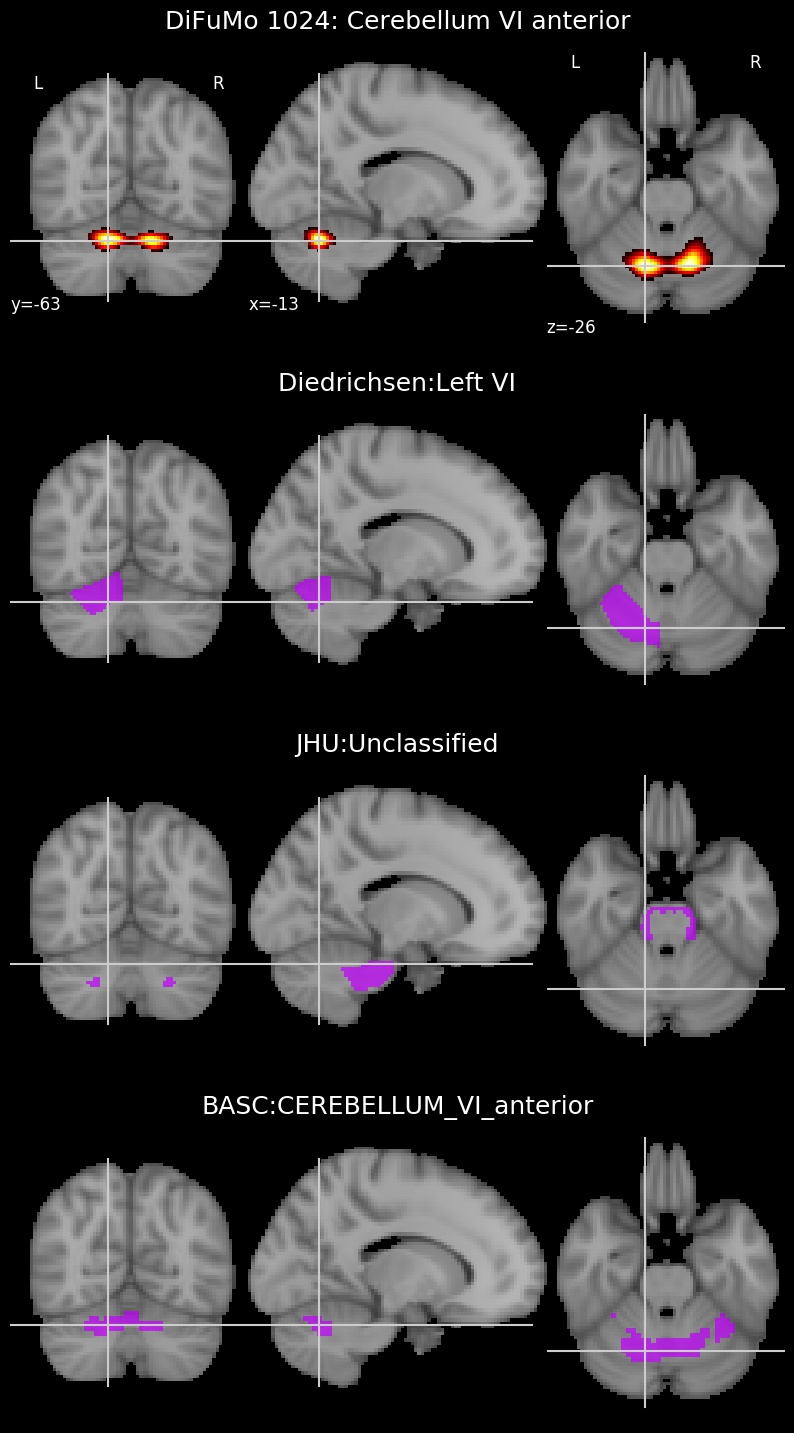 DiFuMo 1024: Cerebellum VI anterior
L R L R
y=-63 x=-13 z=-26
Diedrichsen:Left VI
JHU:Unclassified
BASC:CEREBELLUM_VI_anterior